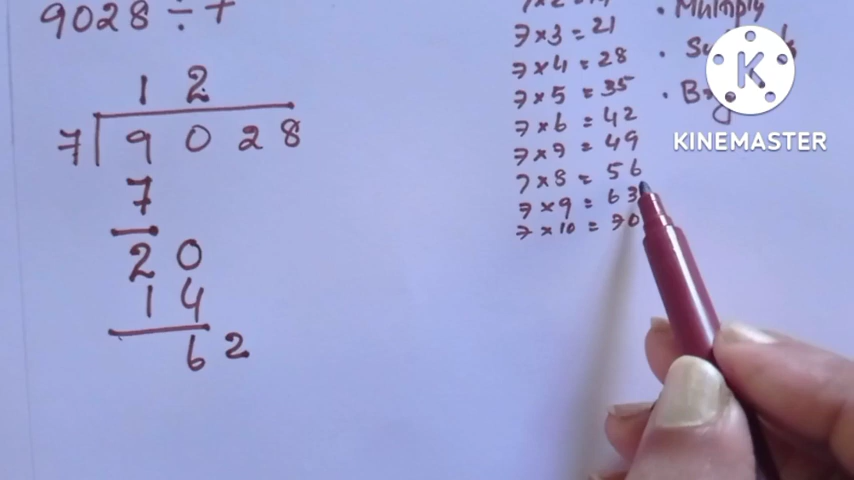 9028 ÷ 7
1 2
7 9 0 2 8
7
2 0
1 4
6 2
7 × 3 = 21
7 × 4 = 28
7 × 5 = 35
7 × 6 = 42
7 × 7 = 49
7 × 8 = 56
7 × 9 = 63
7 × 10 = 70
• Multiply
K
KINEMASTER